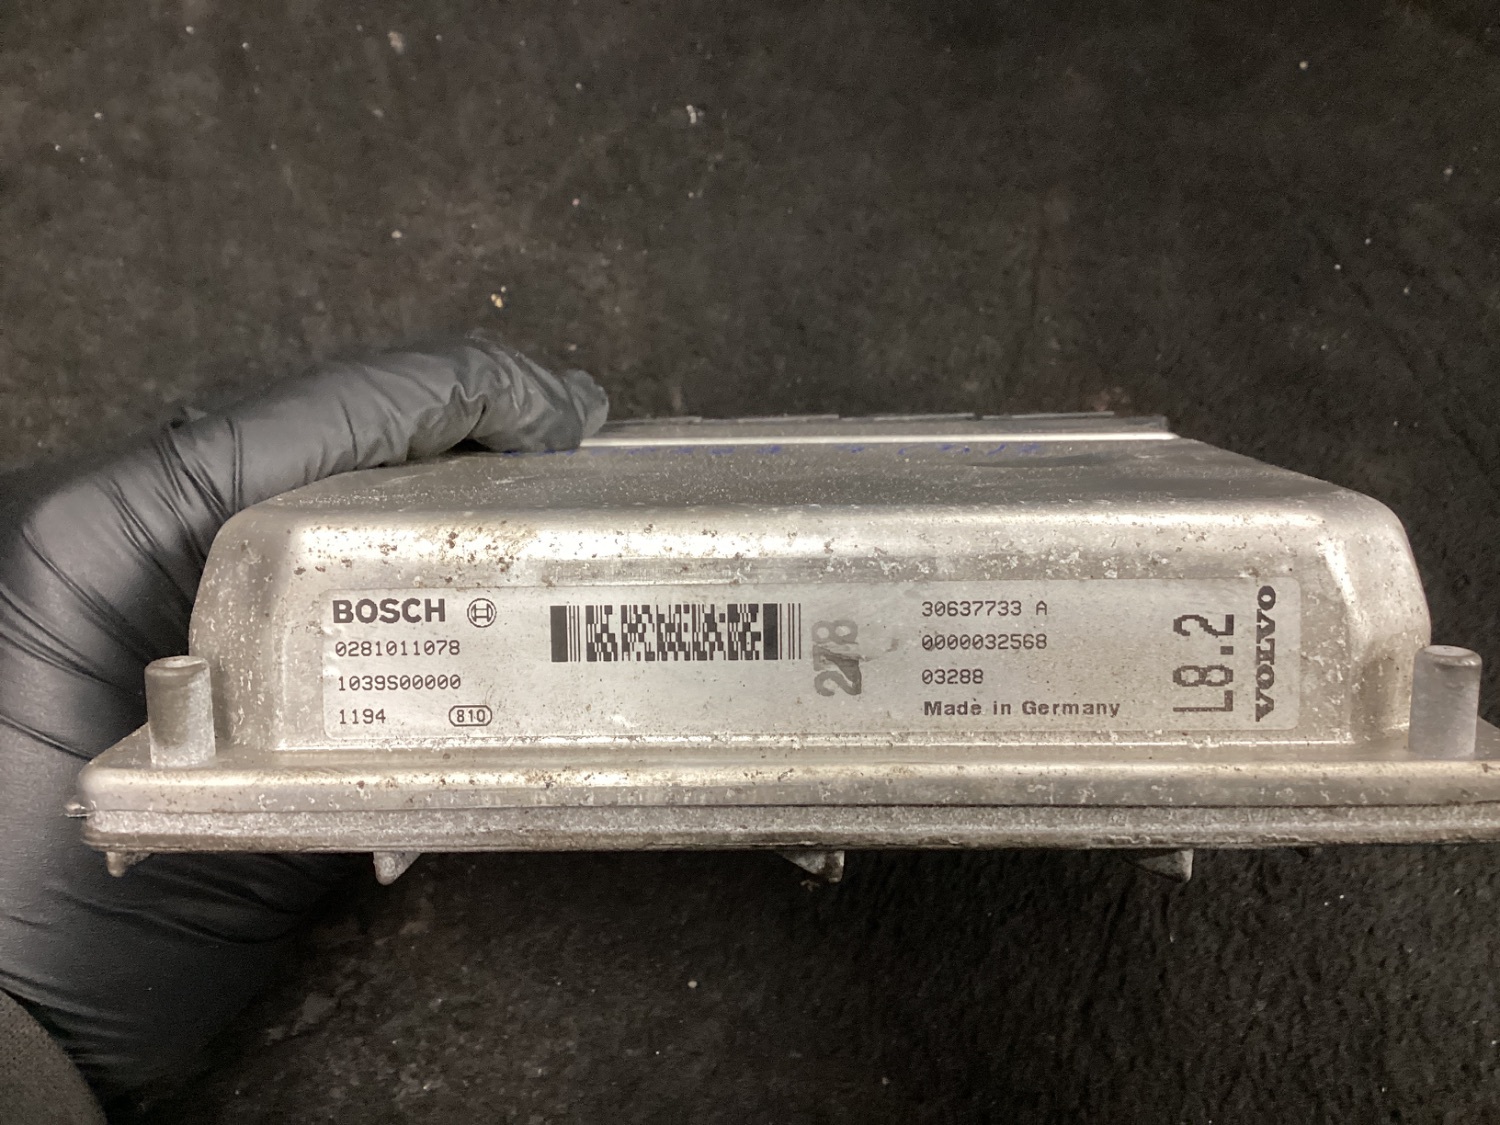 BOSCH
0281011078
1039S00000
1194 810
278
30637733 A
0000032568
03288
Made in Germany
L8.2
VOLVO